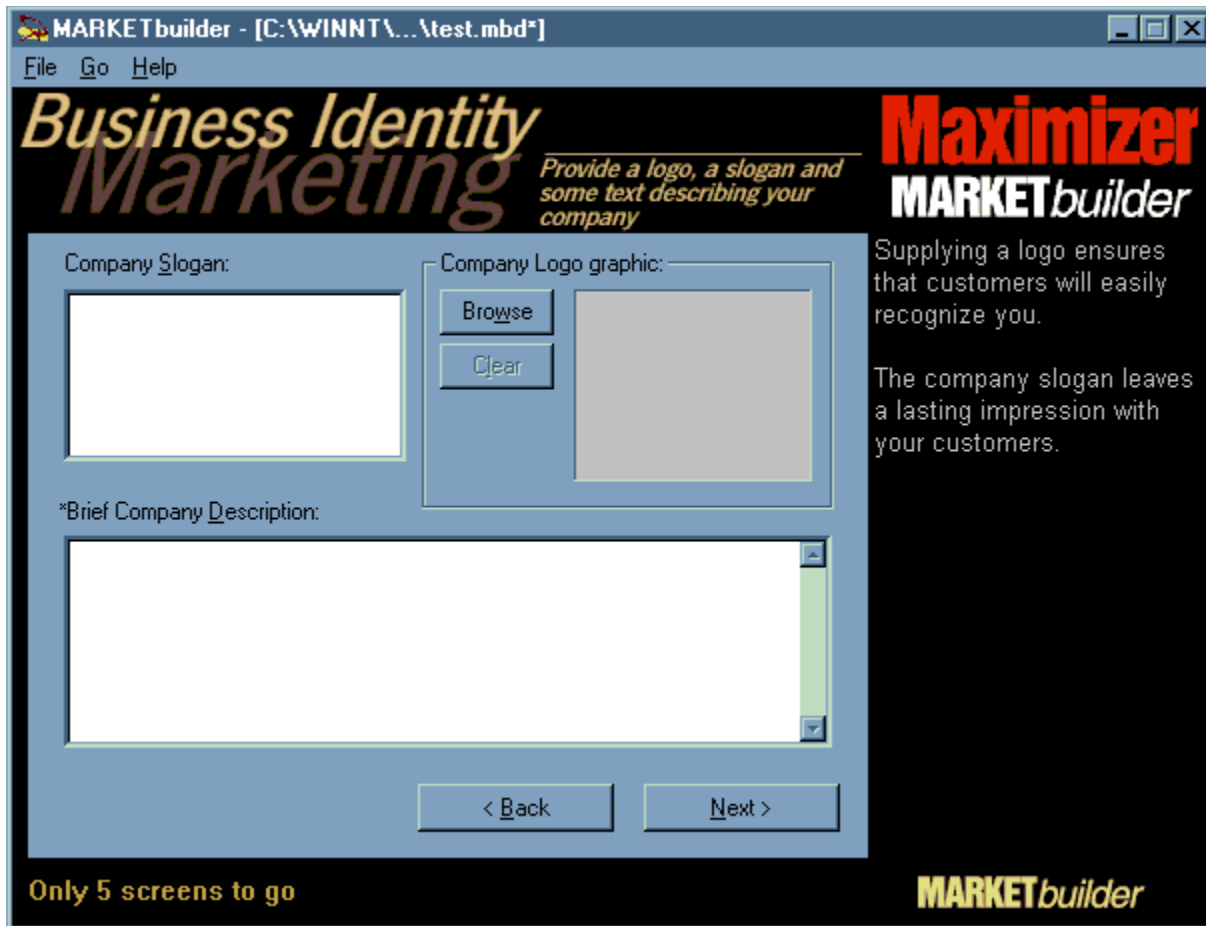 MARKETbuilder - [C:\WINNT\...\test.mbd*]
File Go Help
Business Identity
Marketing
Provide a logo, a slogan and
some text describing your
company
Maximizer
MARKETbuilder
Company Slogan:
Company Logo graphic:
Browse
Clear
Supplying a logo ensures
that customers will easily
recognize you.
The company slogan leaves
a lasting impression with
your customers.
*Brief Company Description:
< Back
Next >
Only 5 screens to go
MARKETbuilder